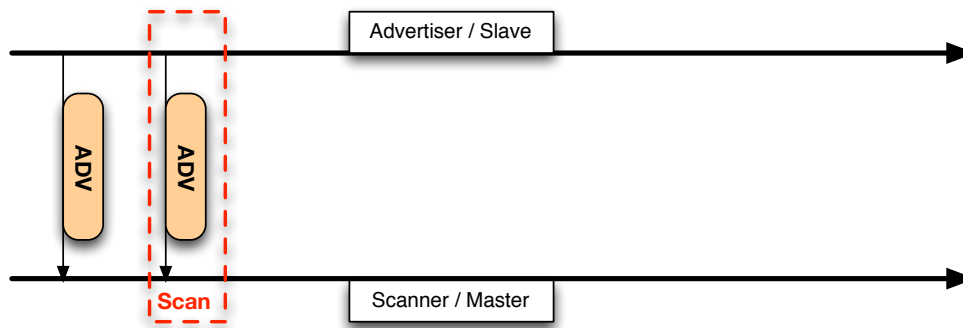 Advertiser / Slave
ADV
ADV
Scan
Scanner / Master